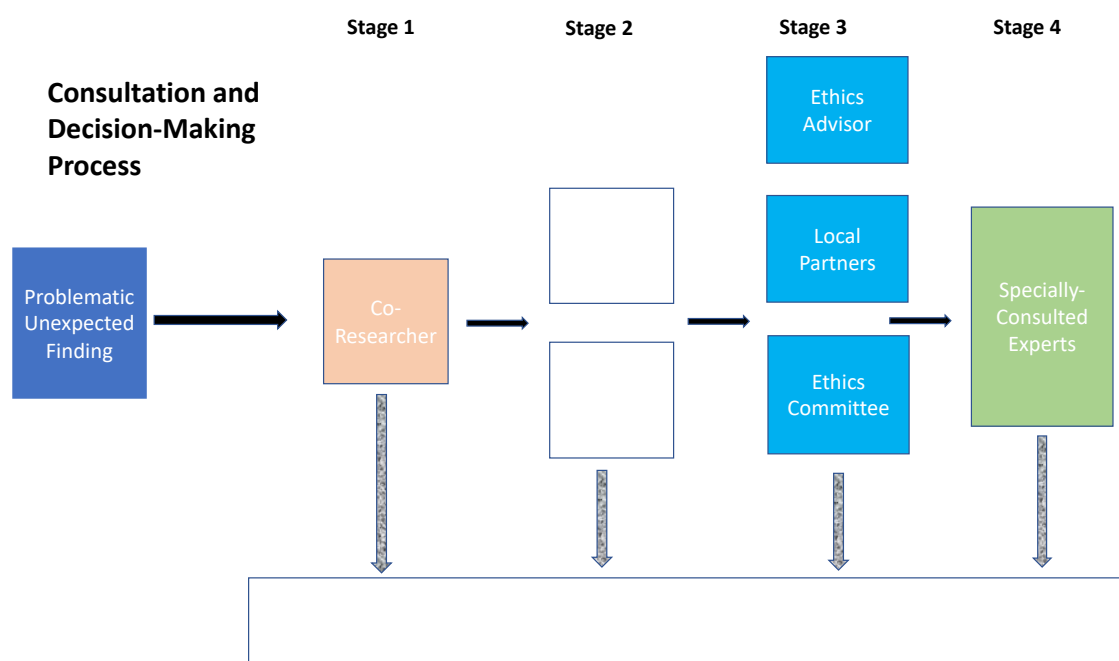 Stage 1
Stage 2
Stage 3
Stage 4
Consultation and
Decision-Making
Process
Ethics
Advisor
Problematic
Unexpected
Finding
Co-
Researcher
Local
Partners
Ethics
Committee
Specially-
Consulted
Experts